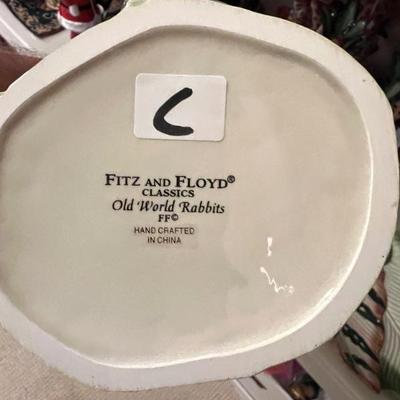 C
FITZ AND FLOYD®
CLASSICS
Old World Rabbits
FF©
HAND CRAFTED
IN CHINA